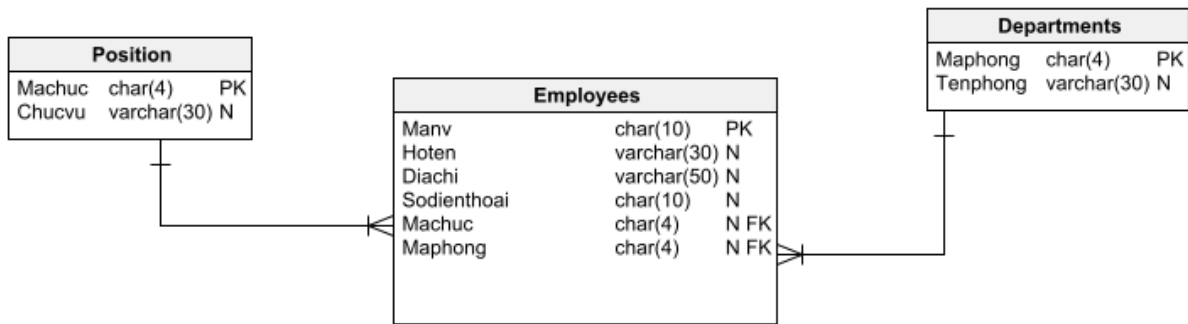 Position
Machuc char(4) PK
Chucvu varchar(30) N
Employees
Manv char(10) PK
Hoten varchar(30) N
Diachi varchar(50) N
Sodienthoai char(10) N
Machuc char(4) N FK
Maphong char(4) N FK
Departments
Maphong char(4) PK
Tenphong varchar(30) N